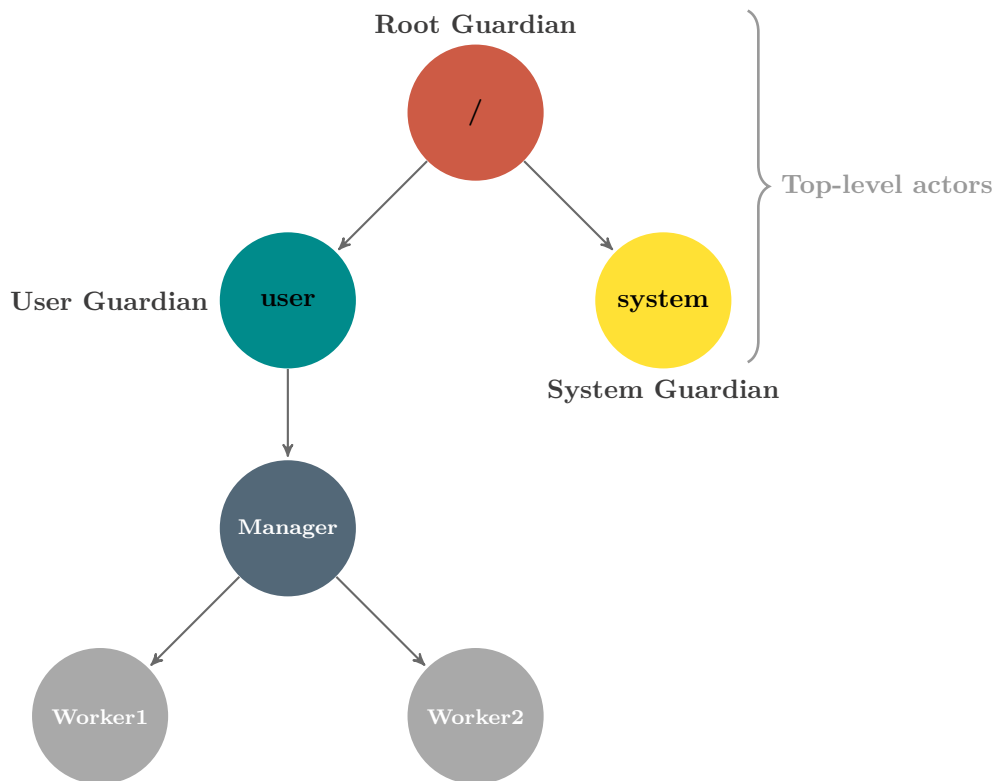 Root Guardian
/
Top-level actors
User Guardian
user
system
System Guardian
Manager
Worker1
Worker2